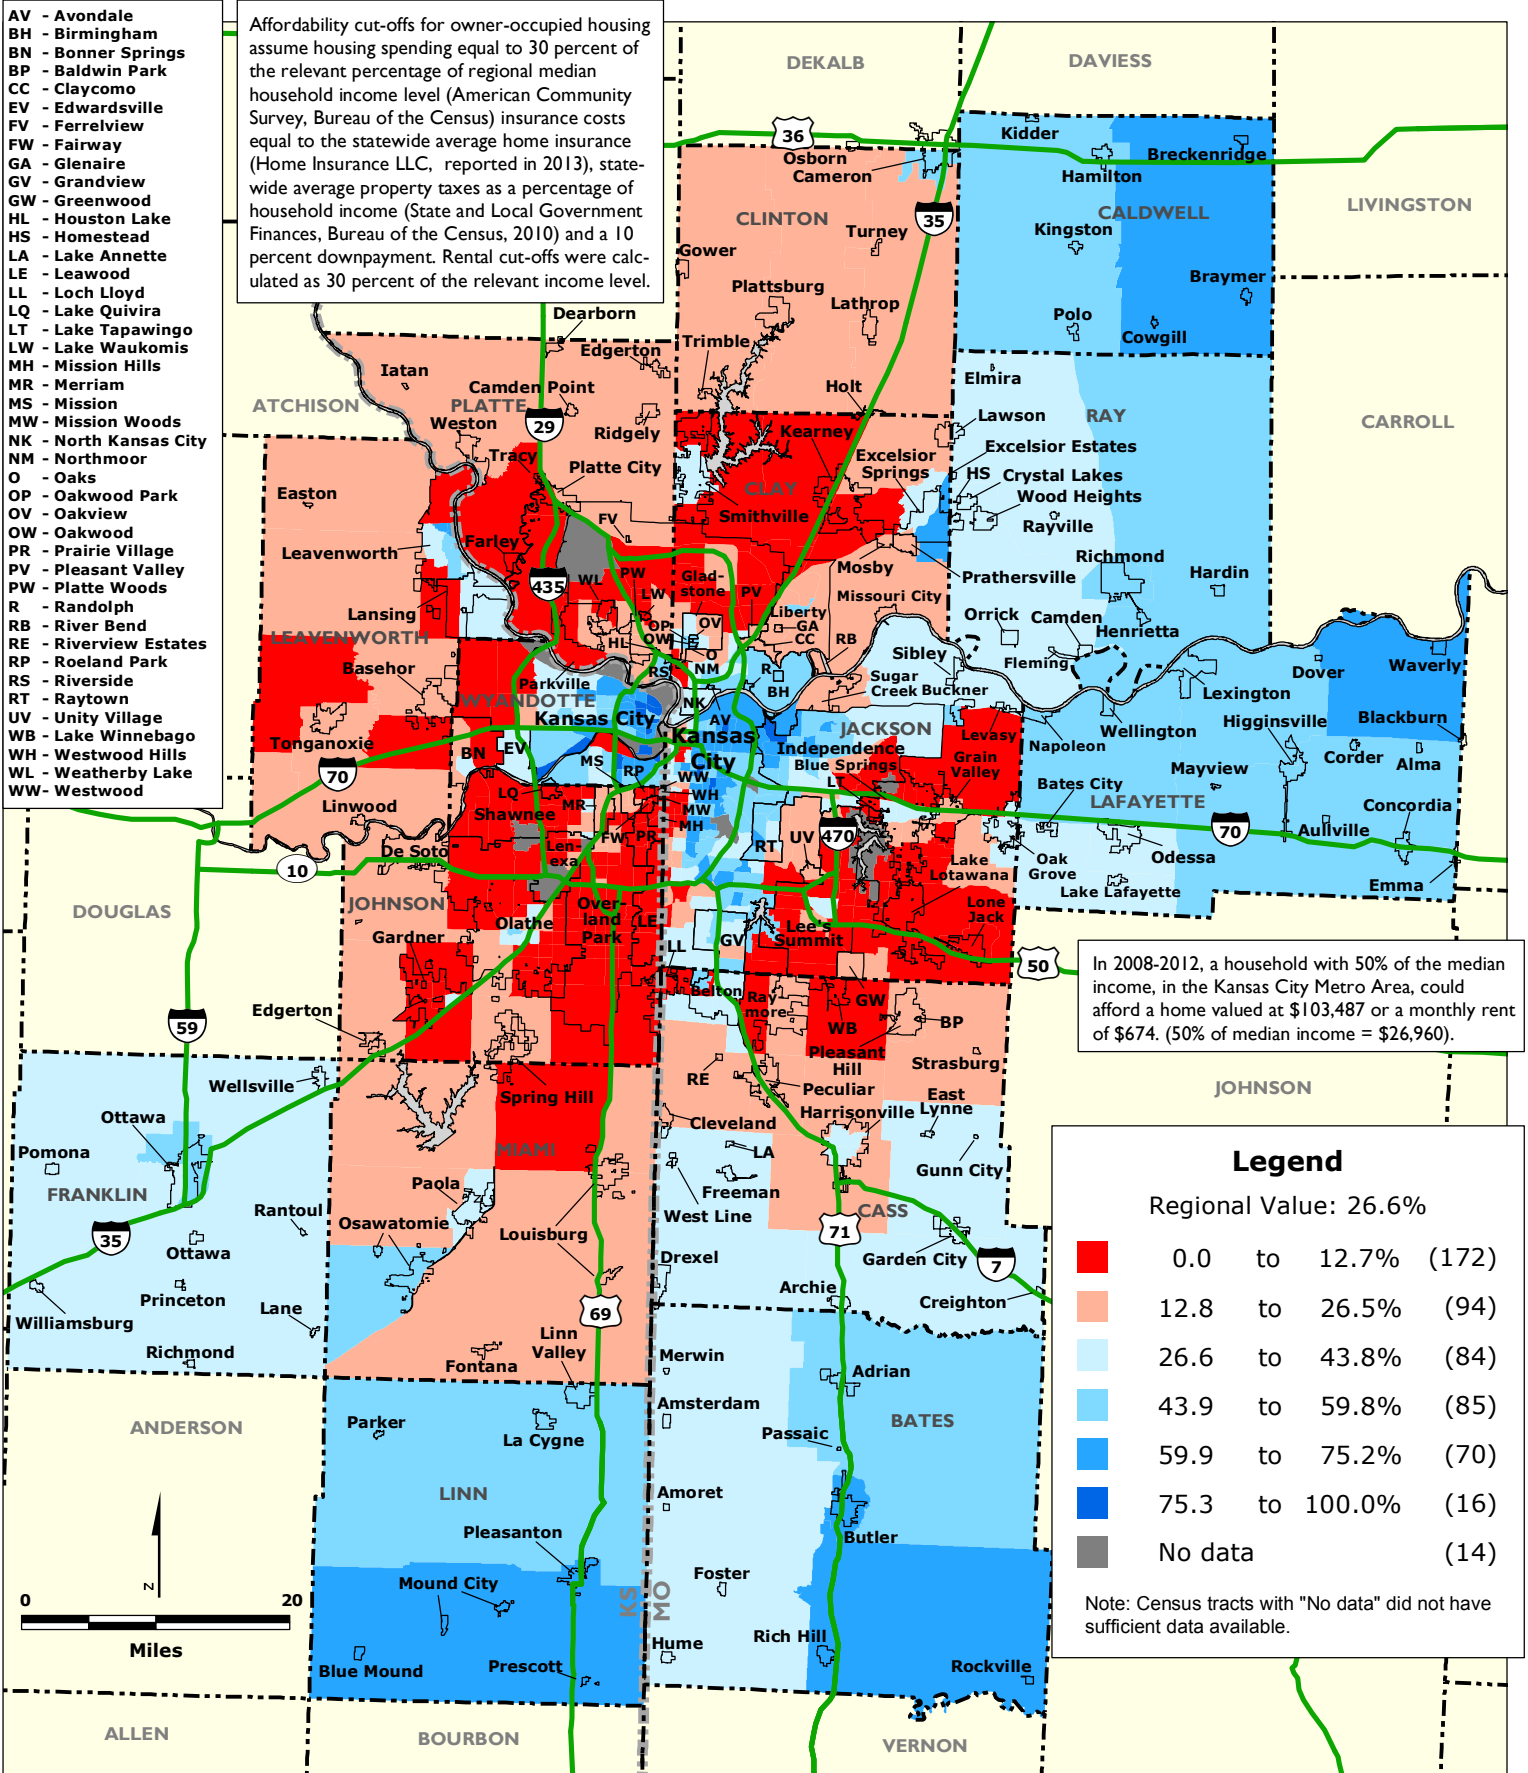 AV - Avondale
BH - Birmingham
BN - Bonner Springs
BP - Baldwin Park
CC - Claycomo
EV - Edwardsville
FV - Ferrelview
FW - Fairway
GA - Glenaire
GV - Grandview
GW - Greenwood
HL - Houston Lake
HS - Homestead
LA - Lake Annette
LE - Leawood
LL - Loch Lloyd
LQ - Lake Quivira
LT - Lake Tapawingo
LW - Lake Waukomis
MH - Mission Hills
MR - Merriam
MS - Mission
MW - Mission Woods
NK - North Kansas City
NM - Northmoor
O - Oaks
OP - Oakwood Park
OV - Oakview
OW - Oakwood
PR - Prairie Village
PV - Pleasant Valley
PW - Platte Woods
R - Randolph
RB - River Bend
RE - Riverview Estates
RP - Roeland Park
RS - Riverside
RT - Raytown
UV - Unity Village
WB - Lake Winnebago
WH - Westwood Hills
WL - Weatherby Lake
WW- Westwood
Affordability cut-offs for owner-occupied housing
assume housing spending equal to 30 percent of
the relevant percentage of regional median
household income level (American Community
Survey, Bureau of the Census) insurance costs
equal to the statewide average home insurance
(Home Insurance LLC, reported in 2013), state-
wide average property taxes as a percentage of
household income (State and Local Government
Finances, Bureau of the Census, 2010) and a 10
percent downpayment. Rental cut-offs were calc-
ulated as 30 percent of the relevant income level.
DEKALB
DAVIESS
36
Kidder
Breckenridge
Osborn
Cameron
Hamilton
CLINTON
35
CALDWELL
LIVINGSTON
Turney
Kingston
Gower
Braymer
Plattsburg
Lathrop
Polo
Cowgill
Dearborn
Edgerton
Trimble
Iatan
Camden Point
Holt
Elmira
ATCHISON
PLATTE
Weston
29
Ridgely
Kearney
Lawson
RAY
CARROLL
Excelsior Estates
Tracy
Platte City
Excelsior
Springs
HS
Crystal Lakes
Easton
CLAY
Wood Heights
Smithville
Rayville
FV
Farley
Leavenworth
Mosby
Richmond
Prathersville
Hardin
435
WL
PW
Glad-
stone
PV
LW
Missouri City
Lansing
Liberty
GA
CC
Orrick
Camden
Henrietta
OP
OV
OW
HL
RB
LEAVENWORTH
O
Sibley
Fleming
Dover
Waverly
Basehor
RS
NM
R
Sugar
Creek
Buckner
Lexington
Parkville
BH
WYANDOTTE
NK
Kansas City
AV
Higginsville
Blackburn
Kansas
City
JACKSON
Levasy
Wellington
Napoleon
Tonganoxie
BN
EV
Independence
Blue Springs
Grain
Valley
Corder
Alma
70
MS
RP
WW
LT
Bates City
Mayview
LQ
MR
WH
LAFAYETTE
Concordia
Linwood
Shawnee
MW
MH
FW
PR
UV
470
70
Aullville
De Soto
Len-
exa
RT
Oak
Grove
Odessa
10
Lake
Lotawana
Lake Lafayette
Emma
DOUGLAS
JOHNSON
Over-
land
Park
LE
Lone
Jack
Olathe
Lee's
Summit
Gardner
LL
GV
50
In 2008-2012, a household with 50% of the median
income, in the Kansas City Metro Area, could
afford a home valued at $103,487 or a monthly rent
of $674. (50% of median income = $26,960).
Belton
Ray-
more
GW
Edgerton
59
WB
BP
Pleasant
Hill
Strasburg
RE
Peculiar
JOHNSON
Wellsville
Spring Hill
East
Lynne
Harrisonville
Ottawa
Cleveland
Pomona
MIAMI
LA
Gunn City
FRANKLIN
Paola
Freeman
Rantoul
West Line
CASS
Osawatomie
Louisburg
71
35
Ottawa
Drexel
Garden City
7
Princeton
Archie
Lane
Creighton
Williamsburg
69
Linn
Valley
Richmond
Fontana
Merwin
Adrian
Amsterdam
ANDERSON
Parker
BATES
La Cygne
Passaic
LINN
Amoret
Pleasanton
Butler
Mound City
Foster
KS
MO
Hume
Rich Hill
Blue Mound
Prescott
Rockville
ALLEN
BOURBON
VERNON
N
0
20
Miles
Legend
Regional Value: 26.6%
0.0 to 12.7% (172)
12.8 to 26.5% (94)
26.6 to 43.8% (84)
43.9 to 59.8% (85)
59.9 to 75.2% (70)
75.3 to 100.0% (16)
No data (14)
Note: Census tracts with "No data" did not have
sufficient data available.